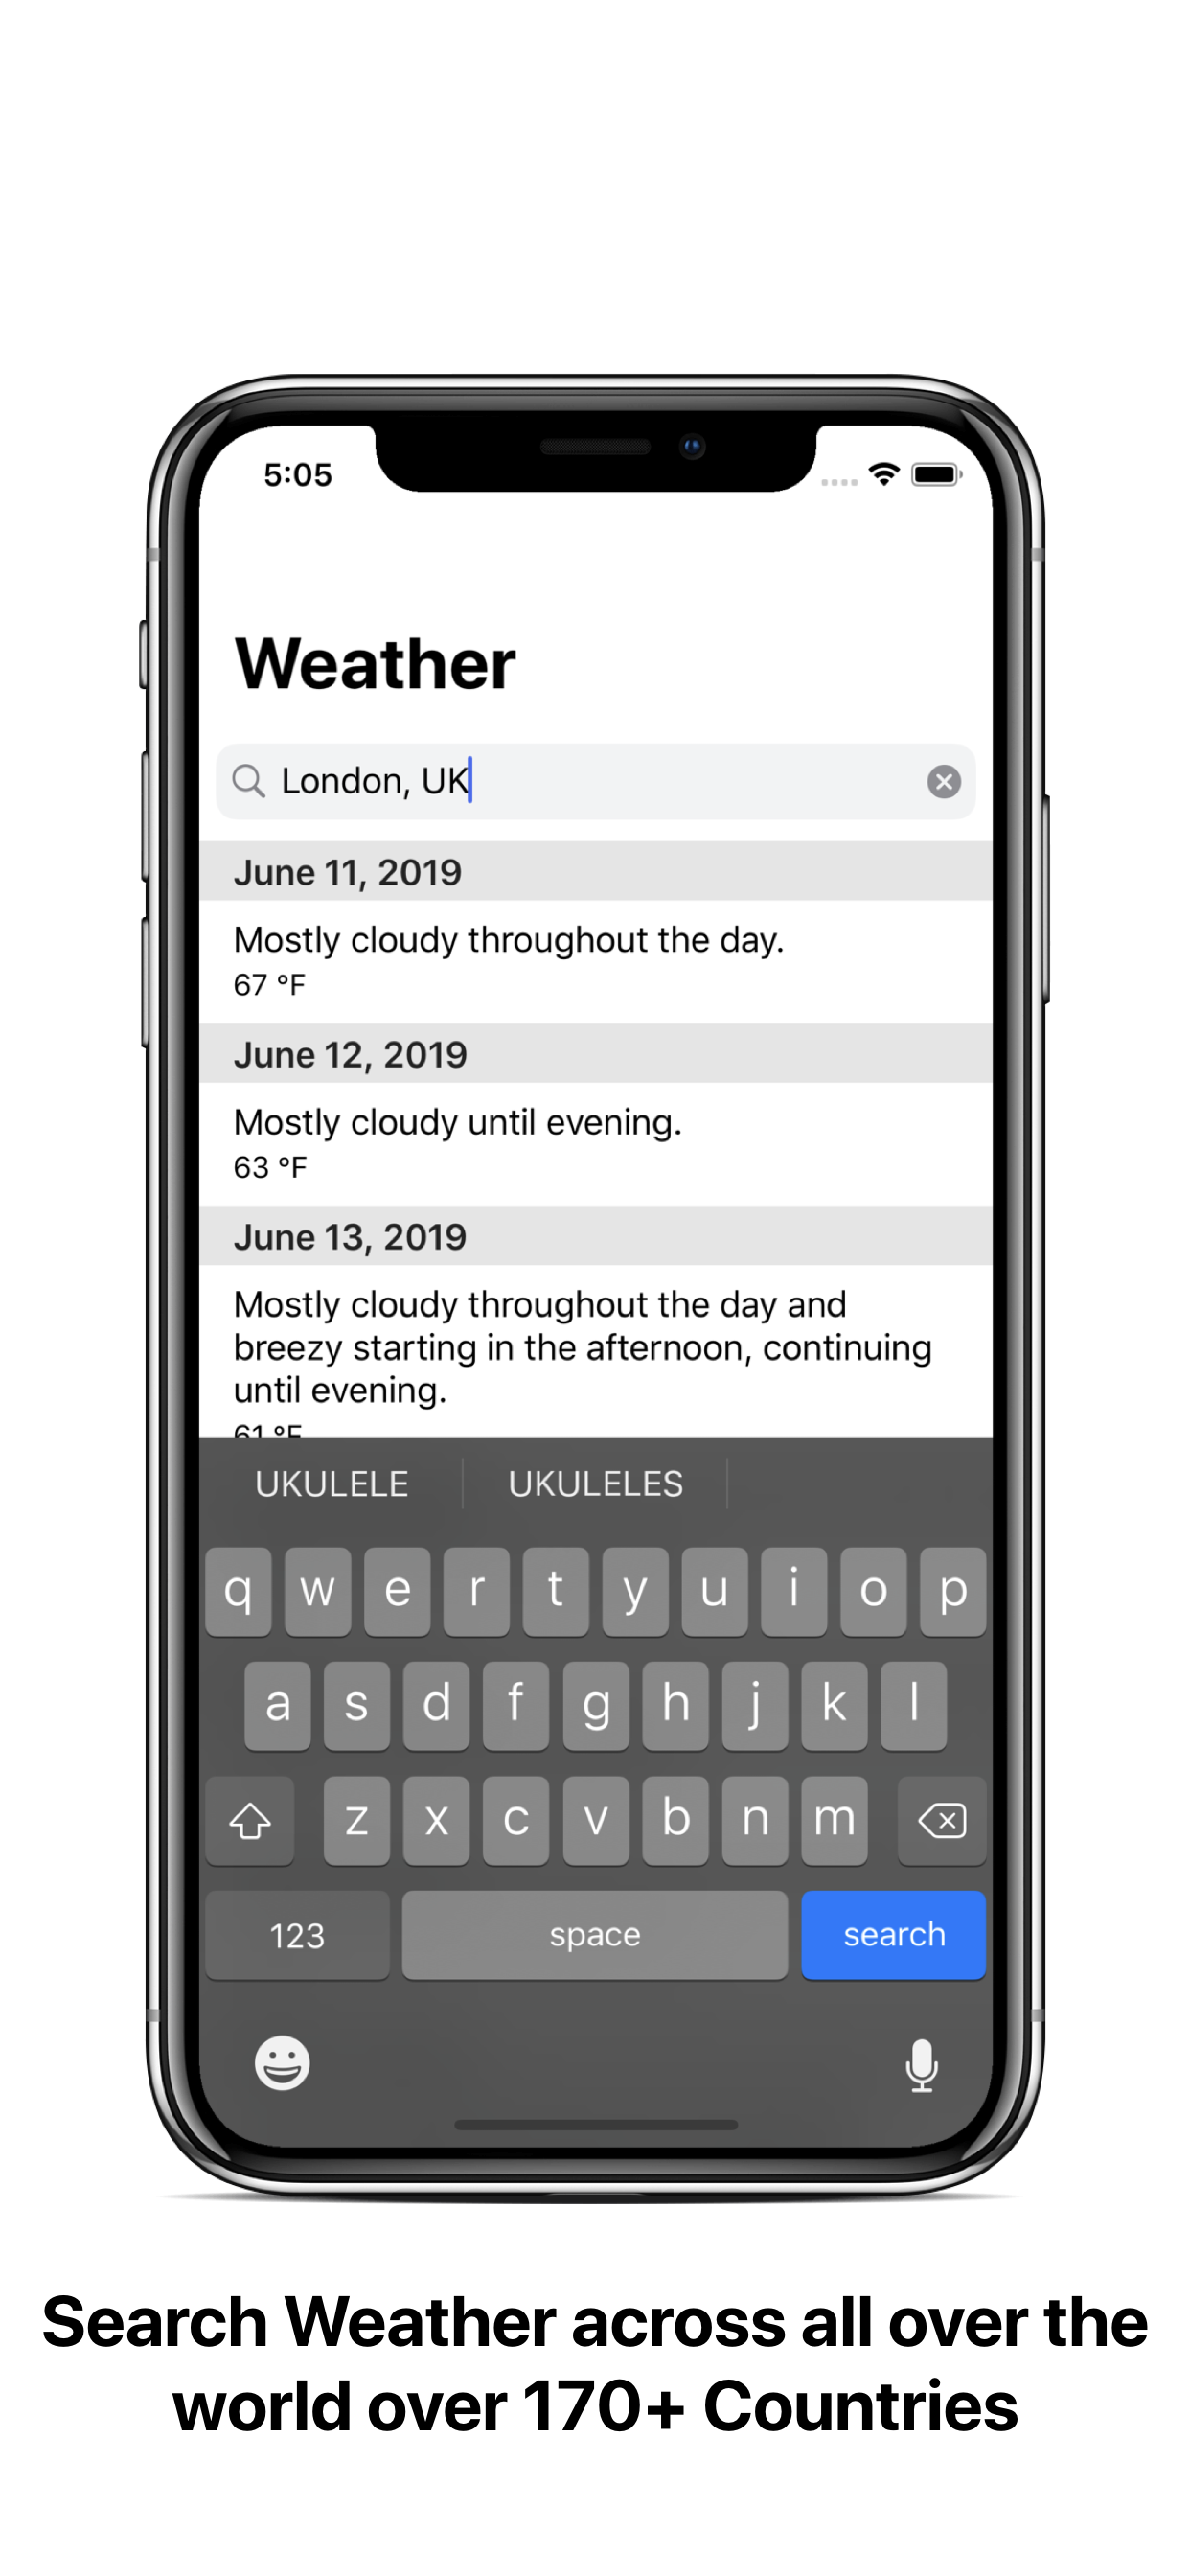 5:05
Weather
London, UK
June 11, 2019
Mostly cloudy throughout the day.
67 °F
June 12, 2019
Mostly cloudy until evening.
63 °F
June 13, 2019
Mostly cloudy throughout the day and
breezy starting in the afternoon, continuing
until evening.
61 °F
UKULELE UKULELES
q w e r t y u i o p
a s d f g h j k l
z x c v b n m
123 space search
Search Weather across all over the
world over 170+ Countries